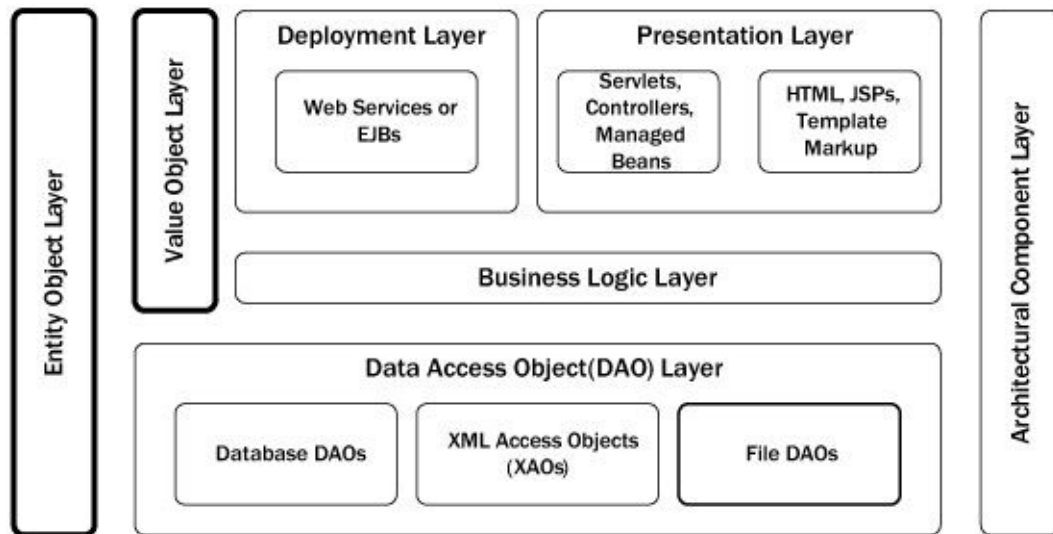 Entity Object Layer
Value Object Layer
Deployment Layer
Web Services or
EJBs
Presentation Layer
Servlets,
Controllers,
Managed
Beans
HTML, JSPs,
Template
Markup
Business Logic Layer
Data Access Object(DAO) Layer
Database DAOs
XML Access Objects
(XAOs)
File DAOs
Architectural Component Layer